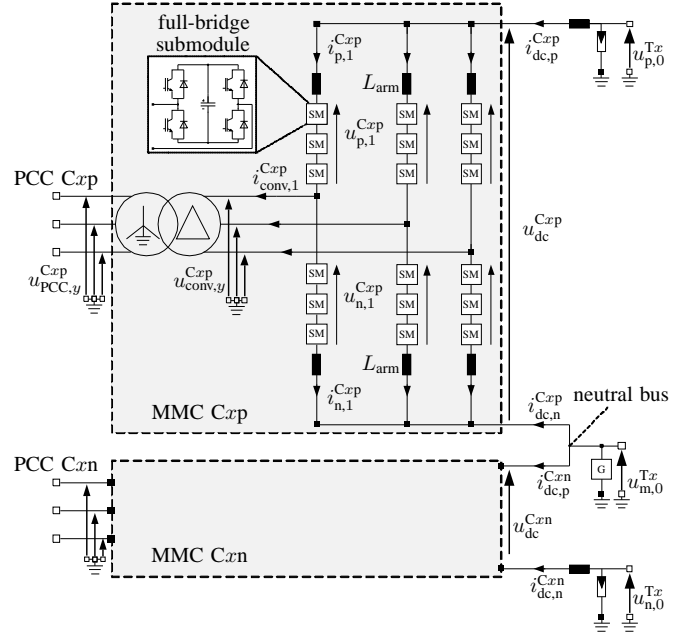 full-bridge
submodule
i_{p,1}^{Cxp}
i_{dc,p}^{Cxp}
u_{p,0}^{Tx}
L_{arm}
SM SM SM
u_{p,1}^{Cxp}
SM SM SM
SM SM SM
PCC Cxp
i_{conv,1}^{Cxp}
u_{dc}^{Cxp}
u_{PCC,y}^{Cxp}
u_{conv,y}^{Cxp}
SM SM SM
u_{n,1}^{Cxp}
SM SM SM
SM SM SM
L_{arm}
i_{n,1}^{Cxp}
MMC Cxp
i_{dc,n}^{Cxp}
neutral bus
PCC Cxn
G
i_{dc,p}^{Cxn}
u_{m,0}^{Tx}
u_{dc}^{Cxn}
MMC Cxn
i_{dc,n}^{Cxn}
u_{n,0}^{Tx}